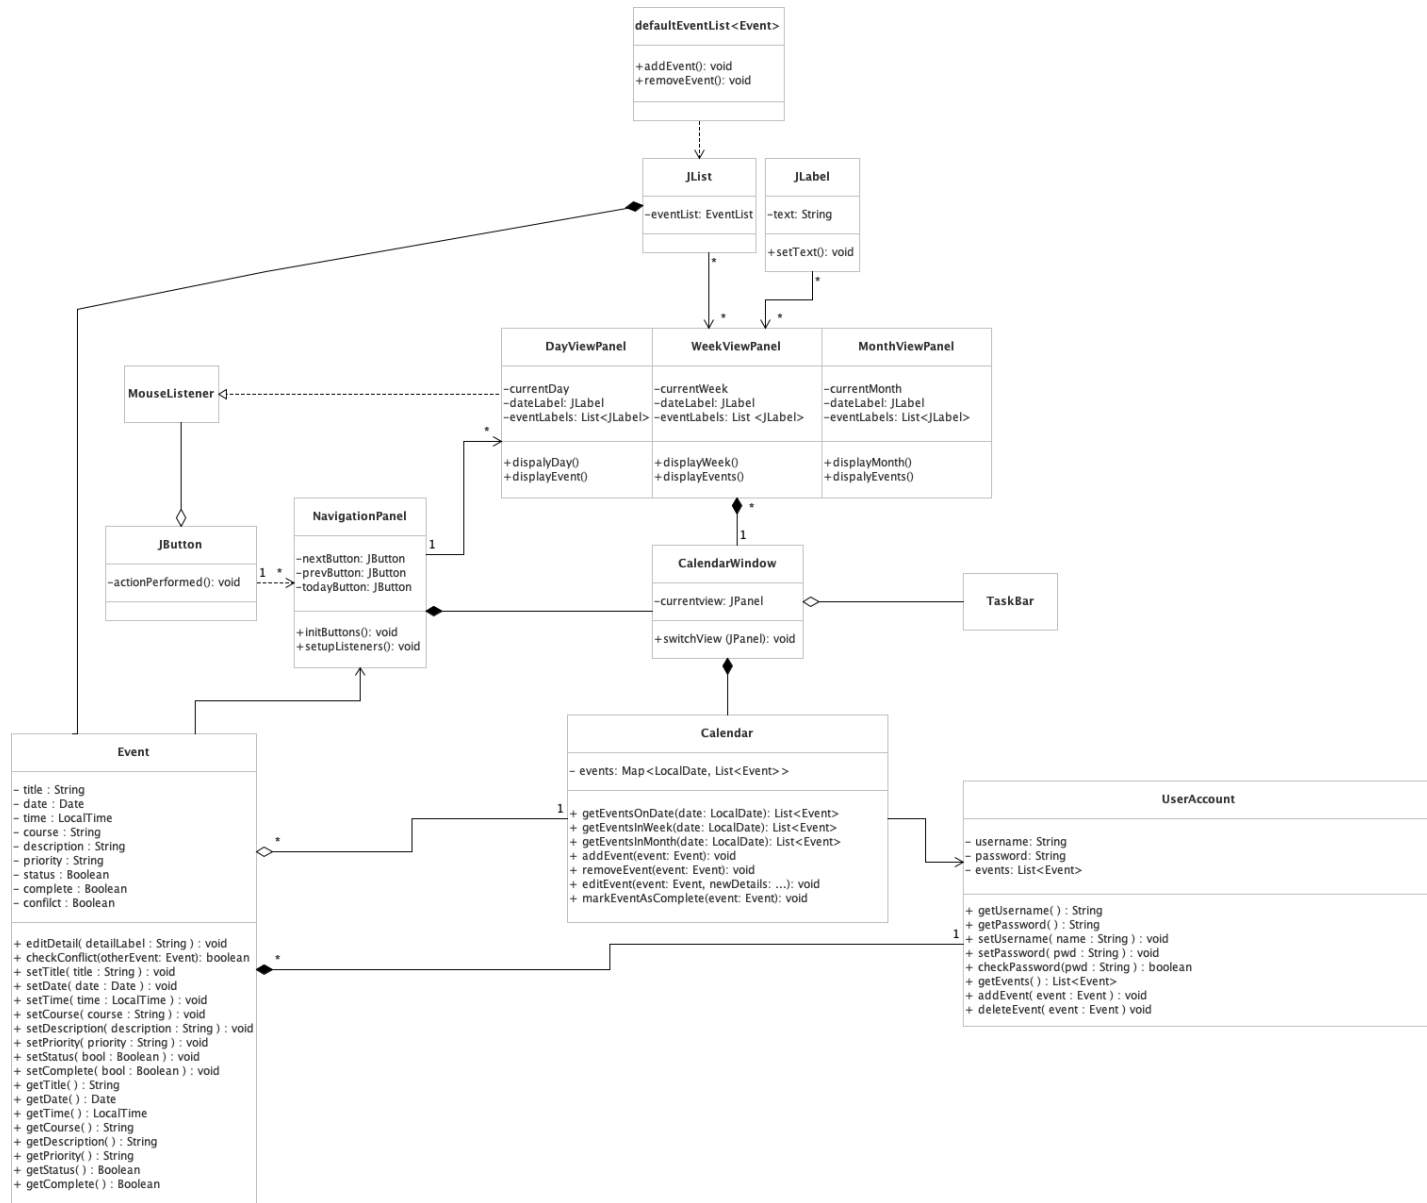 defaultEventList<Event>
+addEvent(): void
+removeEvent(): void
JList
-eventList: EventList
JLabel
-text: String
+setText(): void
*
*
*
*
DayViewPanel
-currentDay
-dateLabel: JLabel
-eventLabels: List<JLabel>
+dispalyDay()
+displayEvent()
WeekViewPanel
-currentWeek
-dateLabel: JLabel
-eventLabels: List <JLabel>
+displayWeek()
+displayEvents()
MonthViewPanel
-currentMonth
-dateLabel: JLabel
-eventLabels: List<JLabel>
+displayMonth()
+dispalyEvents()
MouseListener
*
1
*
1
JButton
-actionPerformed(): void
1
*
NavigationPanel
-nextButton: JButton
-prevButton: JButton
-todayButton: JButton
+initButtons(): void
+setupListeners(): void
CalendarWindow
-currentview: JPanel
+switchView (JPanel): void
TaskBar
Event
- title : String
- date : Date
- time : LocalTime
- course : String
- description : String
- priority : String
- status : Boolean
- complete : Boolean
- confilct : Boolean
+ editDetail( detailLabel : String ) : void
+ checkConflict(otherEvent: Event): boolean
+ setTitle( title : String ) : void
+ setDate( date : Date ) : void
+ setTime( time : LocalTime ) : void
+ setCourse( course : String ) : void
+ setDescription( description : String ) : void
+ setPriority( priority : String ) : void
+ setStatus( bool : Boolean ) : void
+ setComplete( bool : Boolean ) : void
+ getTitle( ) : String
+ getDate( ) : Date
+ getTime( ) : LocalTime
+ getCourse( ) : String
+ getDescription( ) : String
+ getPriority( ) : String
+ getStatus( ) : Boolean
+ getComplete( ) : Boolean
*
1
*
1
Calendar
- events: Map<LocalDate, List<Event>>
+ getEventsOnDate(date: LocalDate): List<Event>
+ getEventsInWeek(date: LocalDate): List<Event>
+ getEventsInMonth(date: LocalDate): List<Event>
+ addEvent(event: Event): void
+ removeEvent(event: Event): void
+ editEvent(event: Event, newDetails: ...): void
+ markEventAsComplete(event: Event): void
UserAccount
- username: String
- password: String
- events: List<Event>
+ getUsername( ) : String
+ getPassword( ) : String
+ setUsername( name : String ) : void
+ setPassword( pwd : String ) : void
+ checkPassword(pwd : String ) : boolean
+ getEvents( ) : List<Event>
+ addEvent( event : Event ) : void
+ deleteEvent( event : Event ) void